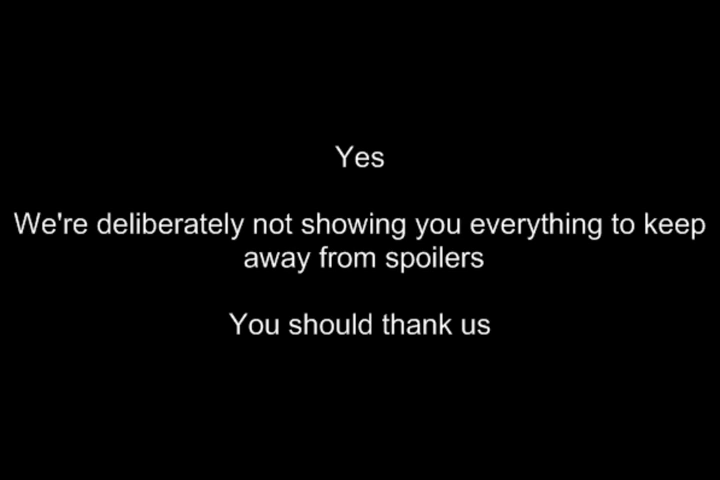 Yes
We're deliberately not showing you everything to keep
away from spoilers
You should thank us